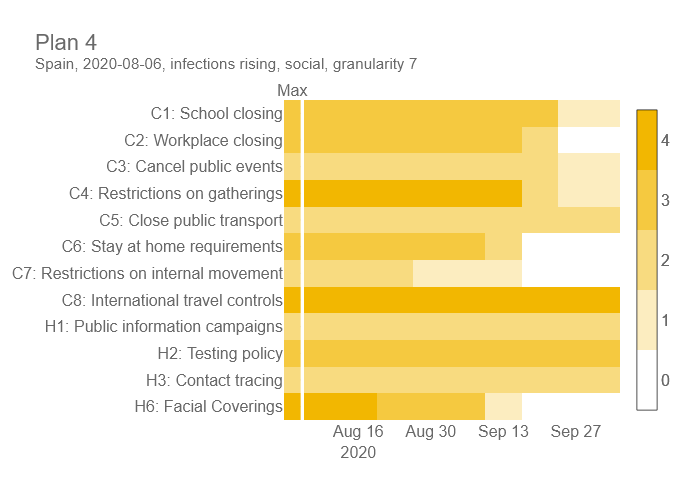 Plan 4
Spain, 2020-08-06, infections rising, social, granularity 7
Max
C1: School closing
C2: Workplace closing
C3: Cancel public events
C4: Restrictions on gatherings
C5: Close public transport
C6: Stay at home requirements
C7: Restrictions on internal movement
C8: International travel controls
H1: Public information campaigns
H2: Testing policy
H3: Contact tracing
H6: Facial Coverings
Aug 16 Aug 30 Sep 13 Sep 27
2020
4
3
2
1
0